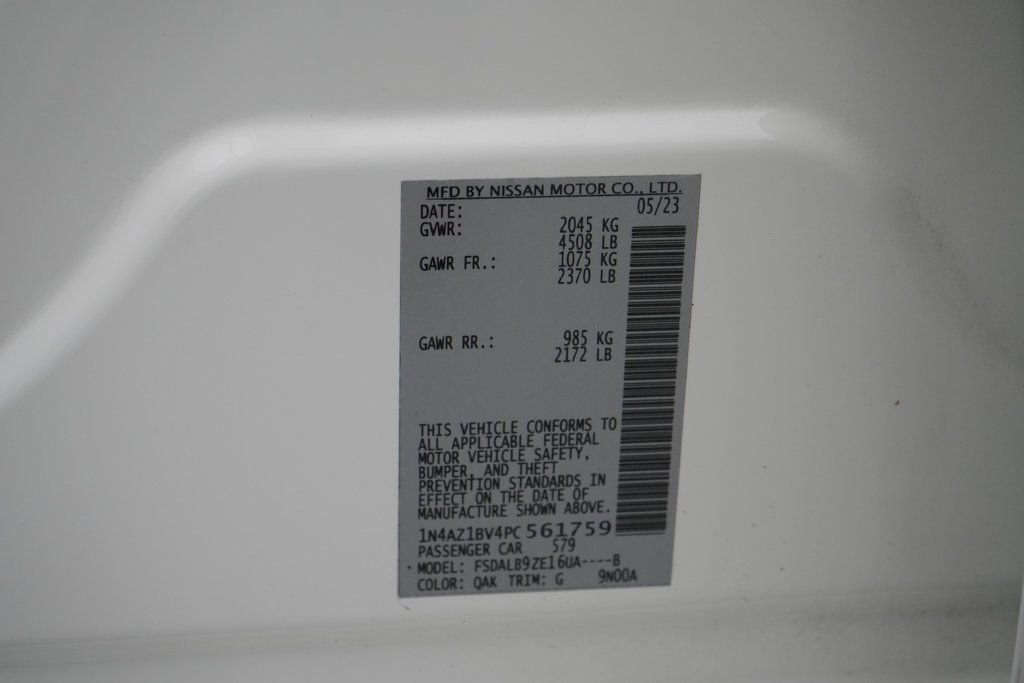 MFD BY NISSAN MOTOR CO., LTD.
DATE: 05/23
GVWR: 2045 KG
4508 LB
GAWR FR.: 1075 KG
2370 LB
GAWR RR.: 985 KG
2172 LB
THIS VEHICLE CONFORMS TO
ALL APPLICABLE FEDERAL
MOTOR VEHICLE SAFETY,
BUMPER, AND THEFT
PREVENTION STANDARDS IN
EFFECT ON THE DATE OF
MANUFACTURE SHOWN ABOVE.
1N4AZ1BV4PC561759
PASSENGER CAR 579
MODEL: FSDALB9ZE16UA----B
COLOR: QAK TRIM: G 9N00A